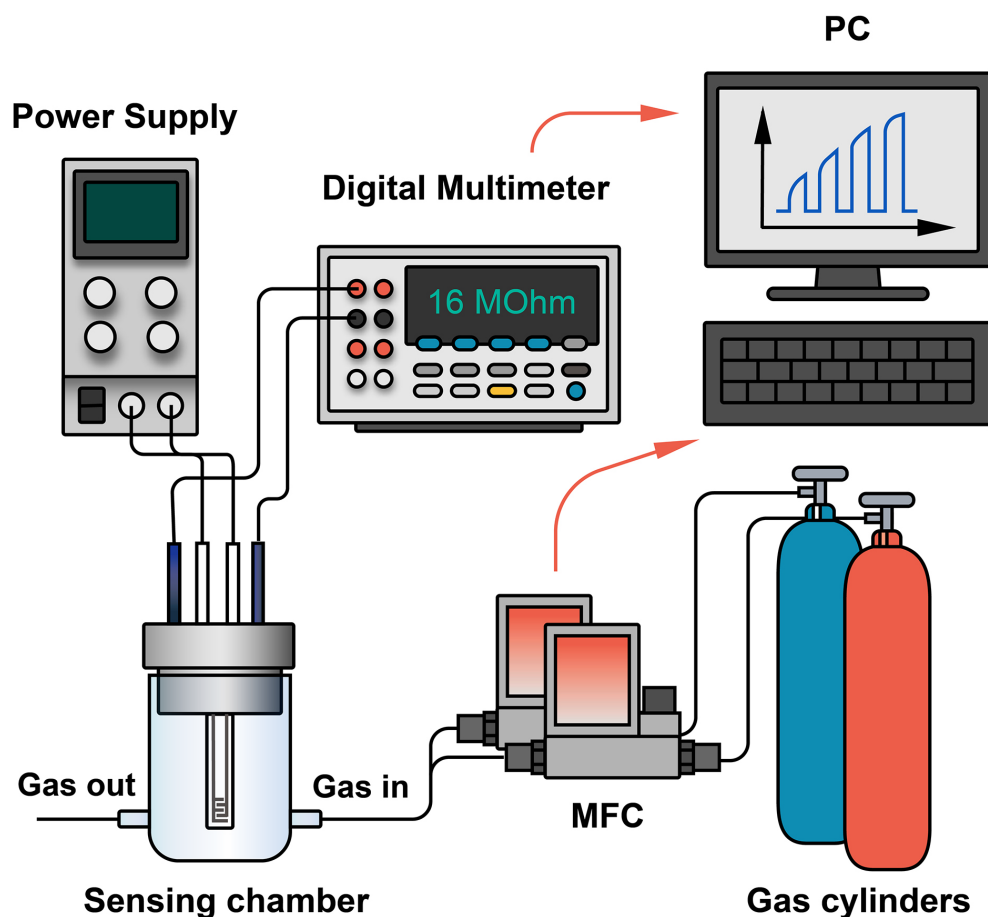 PC
Power Supply
Digital Multimeter
16 MOhm
Gas out
Gas in
MFC
Sensing chamber
Gas cylinders